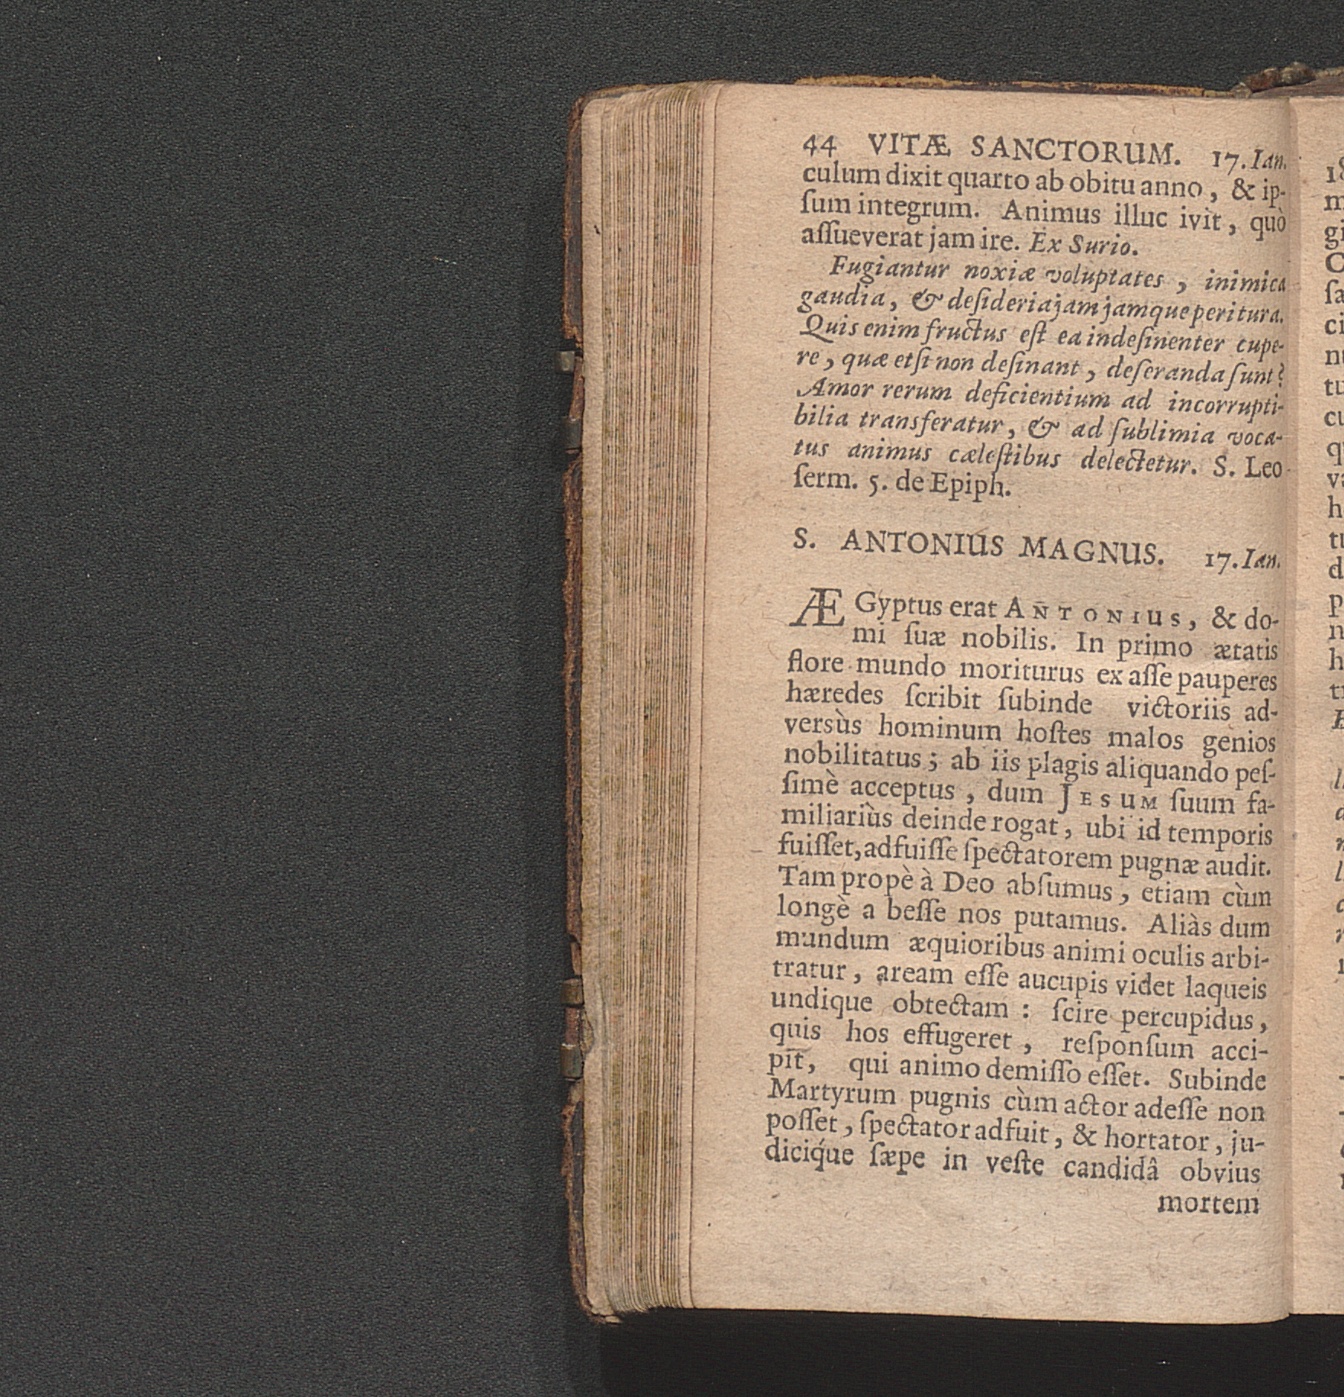 44 VITÆ SANCTORUM. 17. Ian.
culum dixit quarto ab obitu anno, & ip-
ſum integrum. Animus illuc ivit, quò
aſſueverat jam ire. Ex Surio.
Fugiantur noxiæ voluptates, inimica
gaudia, & deſideria jam jamque peritura.
Quis enim fructus eſt ea indeſinenter cupe-
re, quæ etſi non deſinant, deſeranda ſunt?
Amor rerum deficientium ad incorrupti-
bilia transferatur, & ad ſublimia voca-
tus animus cæleſtibus delectetur. S. Leo
ſerm. 5. de Epiph.
S. ANTONIUS MAGNUS. 17. Ian.
ÆGyptus erat ANTONIUS, & do-
mi ſuæ nobilis. In primo ætatis
flore mundo moriturus ex aſſe pauperes
hæredes ſcribit ſubinde victoriis ad-
versùs hominum hoſtes malos genios
nobilitatus; ab iis plagis aliquando peſ-
ſimè acceptus, dum JESUM ſuum fa-
miliariùs deinde rogat, ubi id temporis
fuiſſet, adfuiſſe ſpectatorem pugnæ audit.
Tam propè à Deo abſumus, etiam cùm
longè a beſſe nos putamus. Aliàs dum
mundum æquioribus animi oculis arbi-
tratur, aream eſſe aucupis videt laqueis
undique obtectam: ſcire percupidus,
quis hos effugeret, reſponſum acci-
pit, qui animo demiſſo eſſet. Subinde
Martyrum pugnis cùm actor adeſſe non
poſſet, ſpectator adfuit, & hortator, ju-
diciq́ue ſæpe in veſte candidâ obvius
mortem